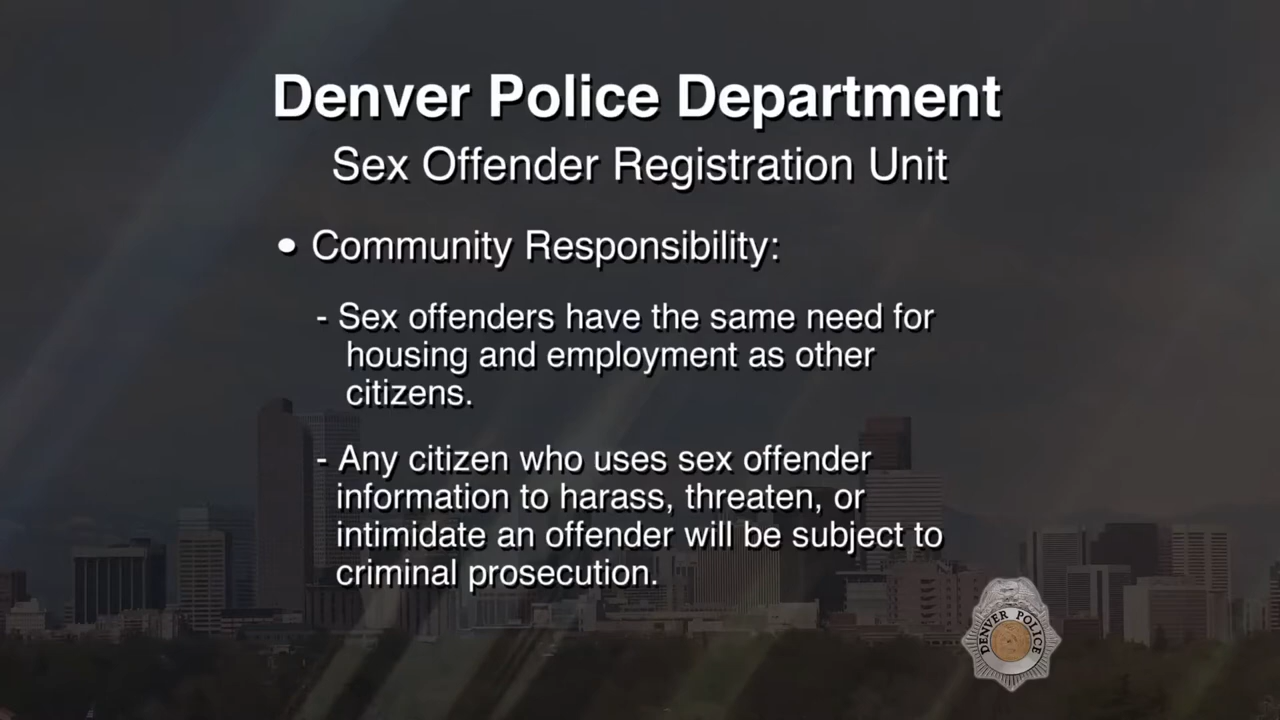 Denver Police Department
Sex Offender Registration Unit
• Community Responsibility:
- Sex offenders have the same need for
housing and employment as other
citizens.
- Any citizen who uses sex offender
information to harass, threaten, or
intimidate an offender will be subject to
criminal prosecution.
DENVER POLICE